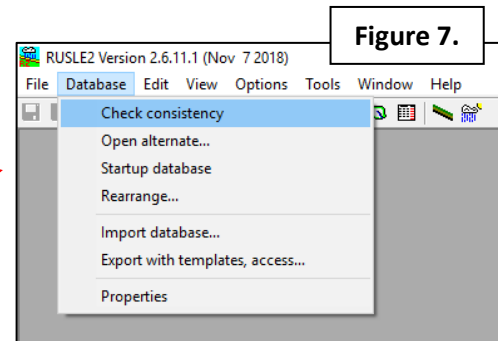 Figure 7.
RUSLE2 Version 2.6.11.1 (Nov 7 2018)
File Database Edit View Options Tools Window Help
Check consistency
Open alternate...
Startup database
Rearrange...
Import database...
Export with templates, access...
Properties